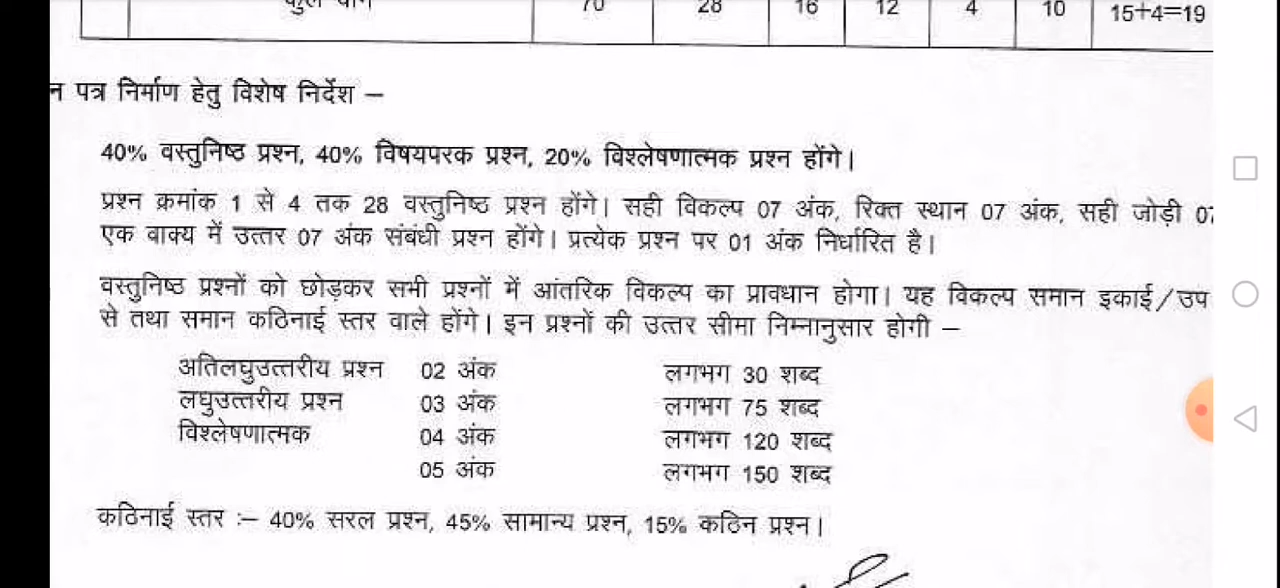 कुल योग 70 28 16 12 4 10 15+4=19
पत्र निर्माण हेतु विशेष निर्देश –
40% वस्तुनिष्ठ प्रश्न, 40% विषयपरक प्रश्न, 20% विश्लेषणात्मक प्रश्न होंगे।
प्रश्न क्रमांक 1 से 4 तक 28 वस्तुनिष्ठ प्रश्न होंगे। सही विकल्प 07 अंक, रिक्त स्थान 07 अंक, सही जोड़ी 07
एक वाक्य में उत्तर 07 अंक संबंधी प्रश्न होंगे। प्रत्येक प्रश्न पर 01 अंक निर्धारित है।
वस्तुनिष्ठ प्रश्नों को छोड़कर सभी प्रश्नों में आंतरिक विकल्प का प्रावधान होगा। यह विकल्प समान इकाई/उप
से तथा समान कठिनाई स्तर वाले होंगे। इन प्रश्नों की उत्तर सीमा निम्नानुसार होगी –
अतिलघुउत्तरीय प्रश्न 02 अंक लगभग 30 शब्द
लघुउत्तरीय प्रश्न 03 अंक लगभग 75 शब्द
विश्लेषणात्मक 04 अंक लगभग 120 शब्द
05 अंक लगभग 150 शब्द
कठिनाई स्तर :– 40% सरल प्रश्न, 45% सामान्य प्रश्न, 15% कठिन प्रश्न।